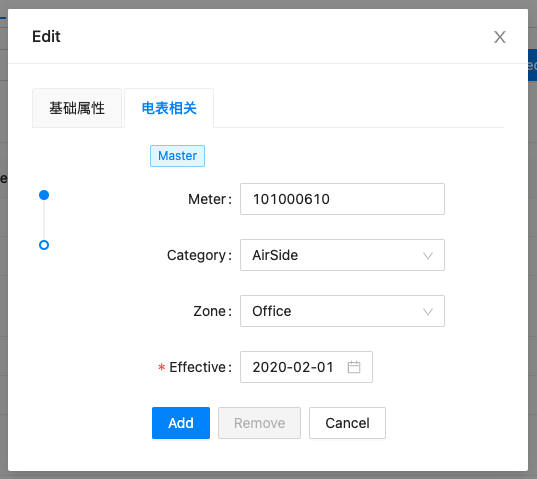 Edit
基础属性
电表相关
Master
Meter:
101000610
Category:
AirSide
Zone:
Office
* Effective:
2020-02-01
Add
Remove
Cancel